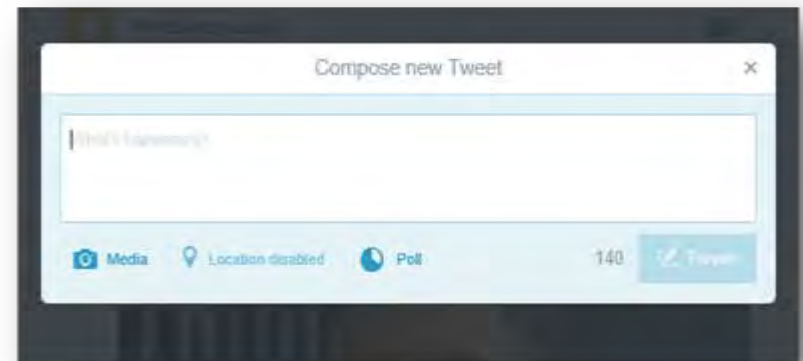 Compose new Tweet ×
What's happening?
Media Location disabled Poll 140 Tweet